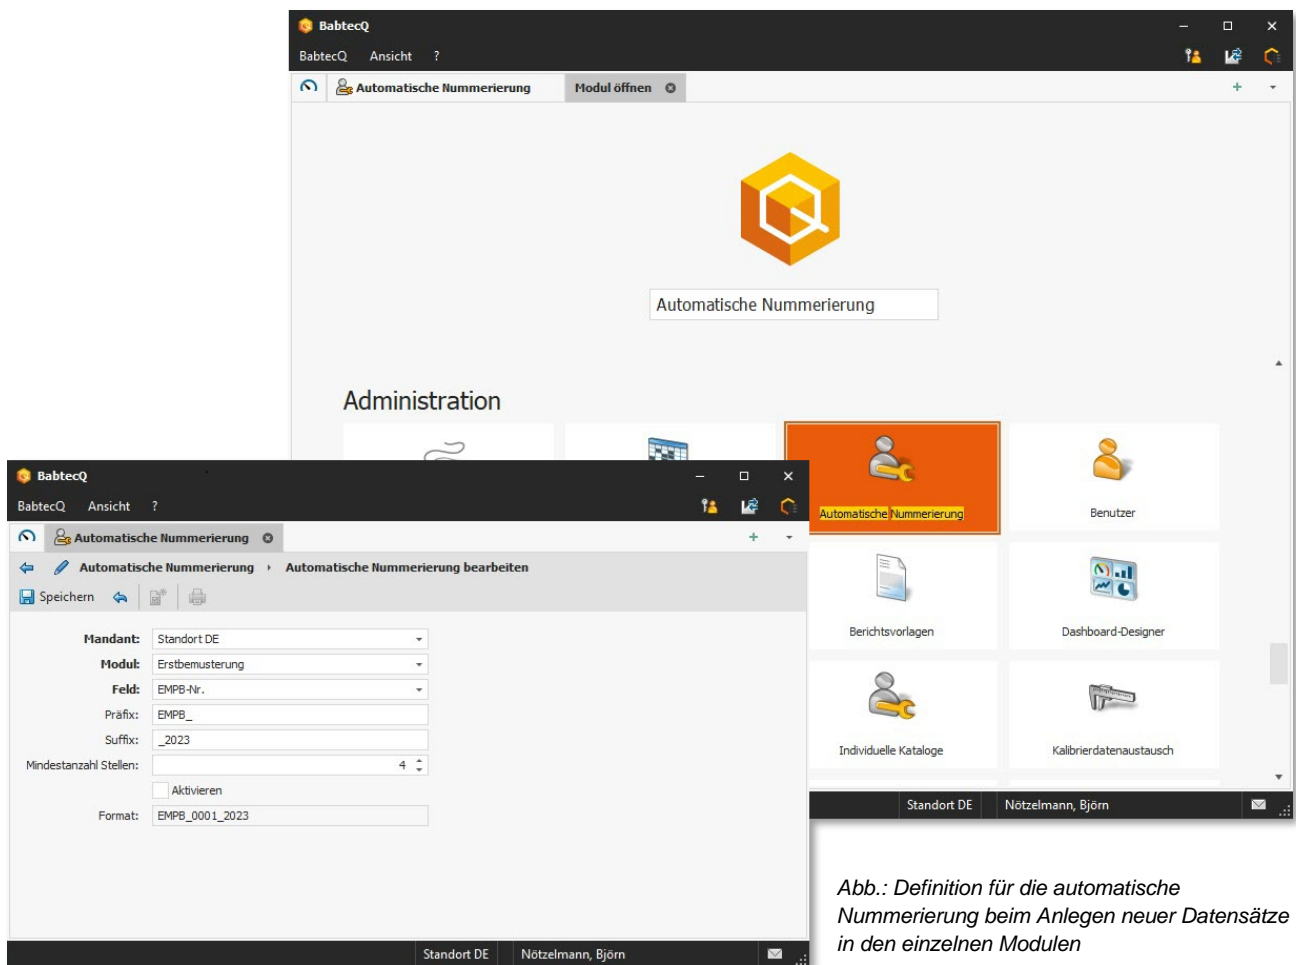 BabtecQ
BabtecQ Ansicht ?
Automatische Nummerierung Modul öffnen
Automatische Nummerierung
Administration
Automatische Nummerierung Benutzer
Berichtsvorlagen Dashboard-Designer
Individuelle Kataloge Kalibrierdatenaustausch
Standort DE Nötzelmann, Björn
BabtecQ
BabtecQ Ansicht ?
Automatische Nummerierung
Automatische Nummerierung Automatische Nummerierung bearbeiten
Speichern
Mandant: Standort DE
Modul: Erstbemusterung
Feld: EMPB-Nr.
Präfix: EMPB_
Suffix: _2023
Mindestanzahl Stellen: 4
Aktivieren
Format: EMPB_0001_2023
Standort DE Nötzelmann, Björn
Abb.: Definition für die automatische
Nummerierung beim Anlegen neuer Datensätze
in den einzelnen Modulen